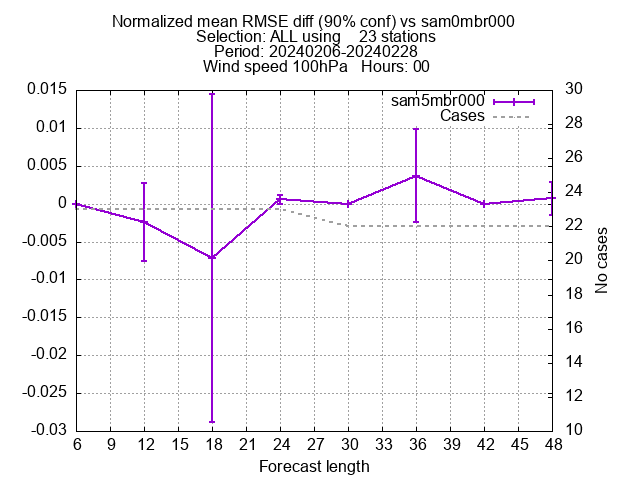 Normalized mean RMSE diff (90% conf) vs sam0mbr000
Selection: ALL using    23 stations
Period: 20240206-20240228
Wind speed 100hPa   Hours: 00
sam5mbr000
Cases
0.015
0.01
0.005
0
-0.005
-0.01
-0.015
-0.02
-0.025
-0.03
30
28
26
24
22
20
18
16
14
12
10
No cases
6 9 12 15 18 21 24 27 30 33 36 39 42 45 48
Forecast length